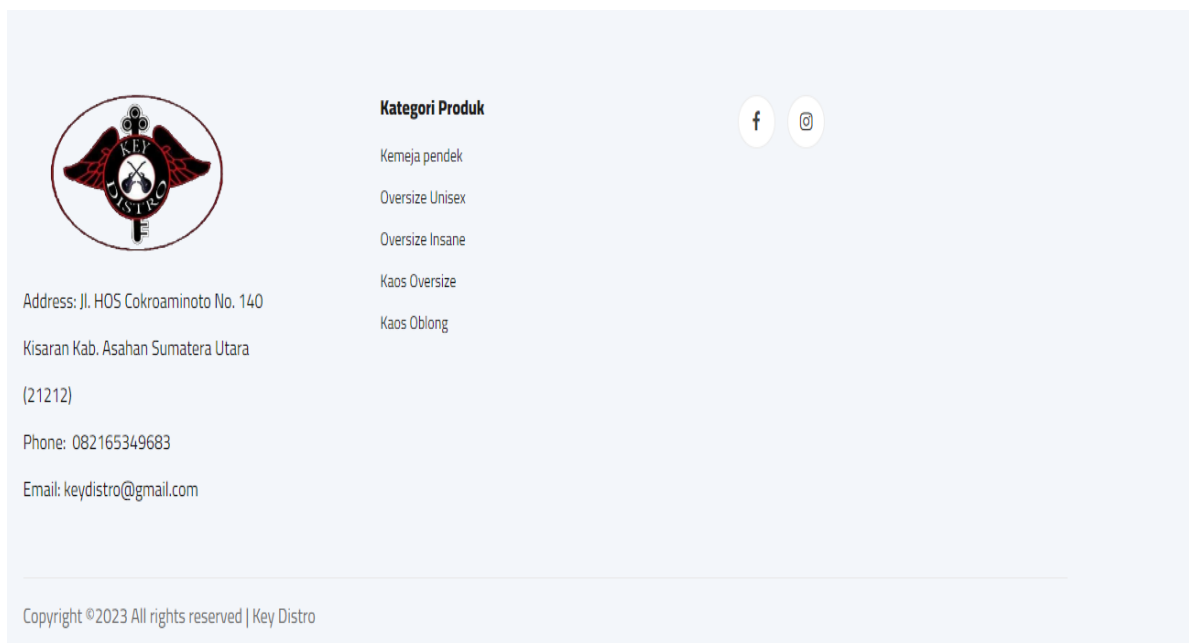 KEY
DISTRO
Address: Jl. HOS Cokroaminoto No. 140
Kisaran Kab. Asahan Sumatera Utara
(21212)
Phone: 082165349683
Email: keydistro@gmail.com
Kategori Produk
Kemeja pendek
Oversize Unisex
Oversize Insane
Kaos Oversize
Kaos Oblong
Copyright ©2023 All rights reserved | Key Distro